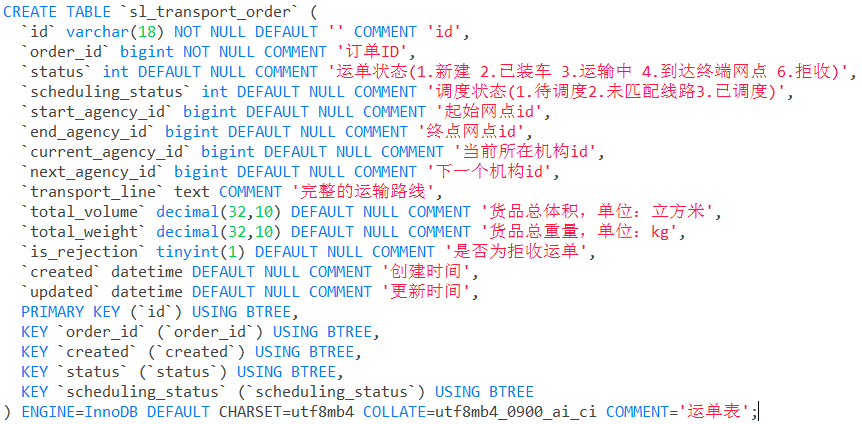 CREATE TABLE `sl_transport_order` (
  `id` varchar(18) NOT NULL DEFAULT '' COMMENT 'id',
  `order_id` bigint NOT NULL COMMENT '订单ID',
  `status` int DEFAULT NULL COMMENT '运单状态(1.新建 2.已装车 3.运输中 4.到达终端网点 6.拒收)',
  `scheduling_status` int DEFAULT NULL COMMENT '调度状态(1.待调度2.未匹配线路3.已调度)',
  `start_agency_id` bigint DEFAULT NULL COMMENT '起始网点id',
  `end_agency_id` bigint DEFAULT NULL COMMENT '终点网点id',
  `current_agency_id` bigint DEFAULT NULL COMMENT '当前所在机构id',
  `next_agency_id` bigint DEFAULT NULL COMMENT '下一个机构id',
  `transport_line` text COMMENT '完整的运输路线',
  `total_volume` decimal(32,10) DEFAULT NULL COMMENT '货品总体积，单位：立方米',
  `total_weight` decimal(32,10) DEFAULT NULL COMMENT '货品总重量，单位：kg',
  `is_rejection` tinyint(1) DEFAULT NULL COMMENT '是否为拒收运单',
  `created` datetime DEFAULT NULL COMMENT '创建时间',
  `updated` datetime DEFAULT NULL COMMENT '更新时间',
  PRIMARY KEY (`id`) USING BTREE,
  KEY `order_id` (`order_id`) USING BTREE,
  KEY `created` (`created`) USING BTREE,
  KEY `status` (`status`) USING BTREE,
  KEY `scheduling_status` (`scheduling_status`) USING BTREE
) ENGINE=InnoDB DEFAULT CHARSET=utf8mb4 COLLATE=utf8mb4_0900_ai_ci COMMENT='运单表';